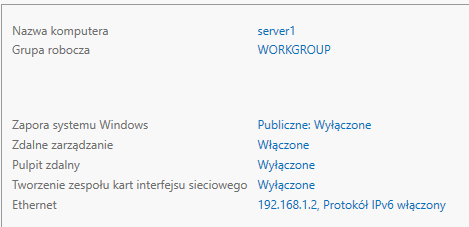 Nazwa komputera server1
Grupa robocza WORKGROUP
Zapora systemu Windows Publiczne: Wyłączone
Zdalne zarządzanie Włączone
Pulpit zdalny Wyłączone
Tworzenie zespołu kart interfejsu sieciowego Wyłączone
Ethernet 192.168.1.2, Protokół IPv6 włączony